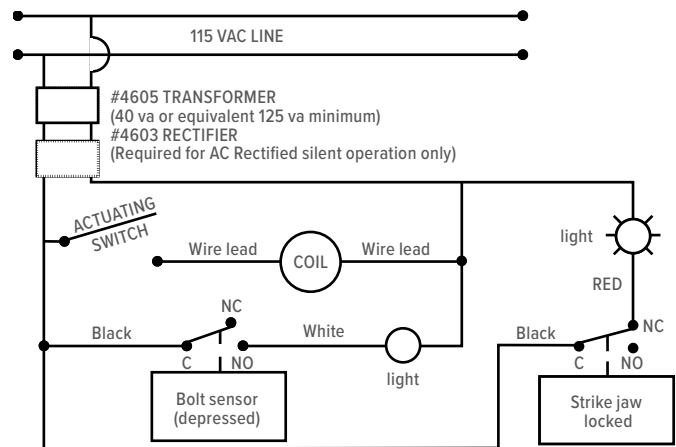 115 VAC LINE
#4605 TRANSFORMER
(40 va or equivalent 125 va minimum)
#4603 RECTIFIER
(Required for AC Rectified silent operation only)
ACTUATING
SWITCH
Wire lead
COIL
Wire lead
light
RED
NC
Black
White
C
NO
light
Bolt sensor
(depressed)
Black
NC
C
NO
Strike jaw
locked